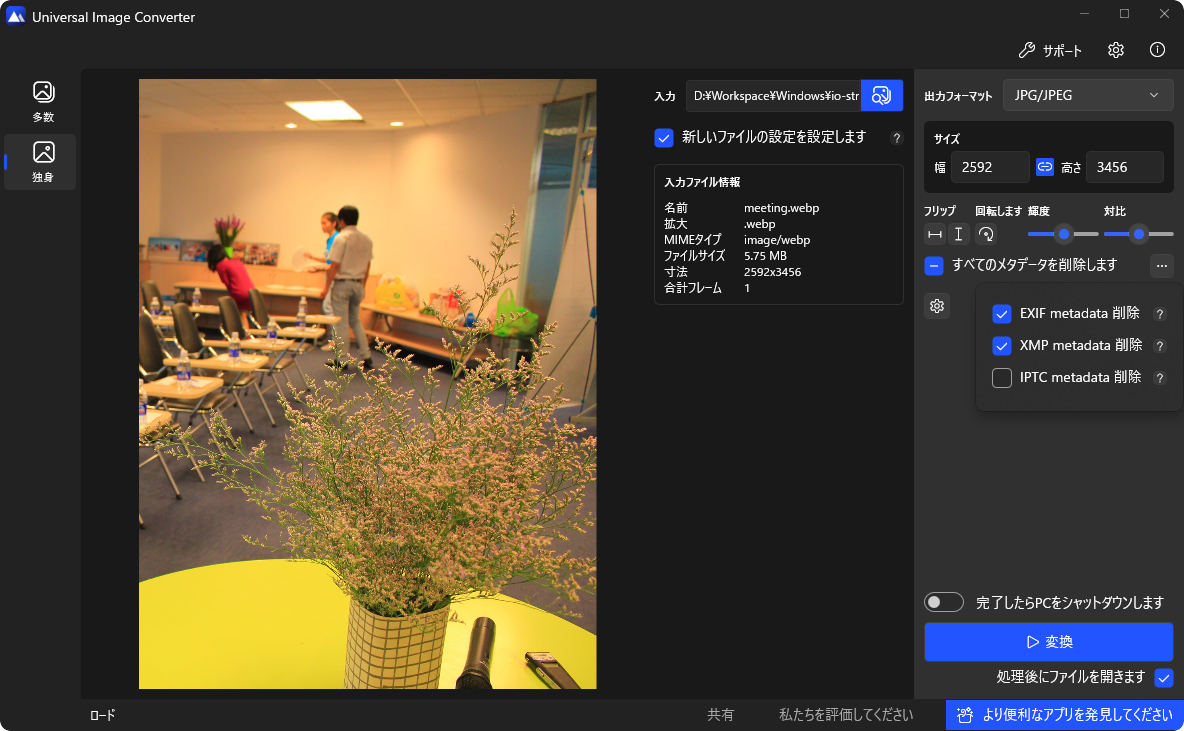 Universal Image Converter
サポート
多数
独身
入力 D:¥Workspace¥Windows¥io-str
新しいファイルの設定を設定します ?
入力ファイル情報
名前 meeting.webp
拡大 .webp
MIMEタイプ image/webp
ファイルサイズ 5.75 MB
寸法 2592x3456
合計フレーム 1
出力フォーマット JPG/JPEG
サイズ
幅 2592 高さ 3456
フリップ 回転します 輝度 対比
すべてのメタデータを削除します ...
EXIF metadata 削除 ?
XMP metadata 削除 ?
IPTC metadata 削除 ?
完了したらPCをシャットダウンします
変換
処理後にファイルを開きます
ロード 共有 私たちを評価してください より便利なアプリを発見してください